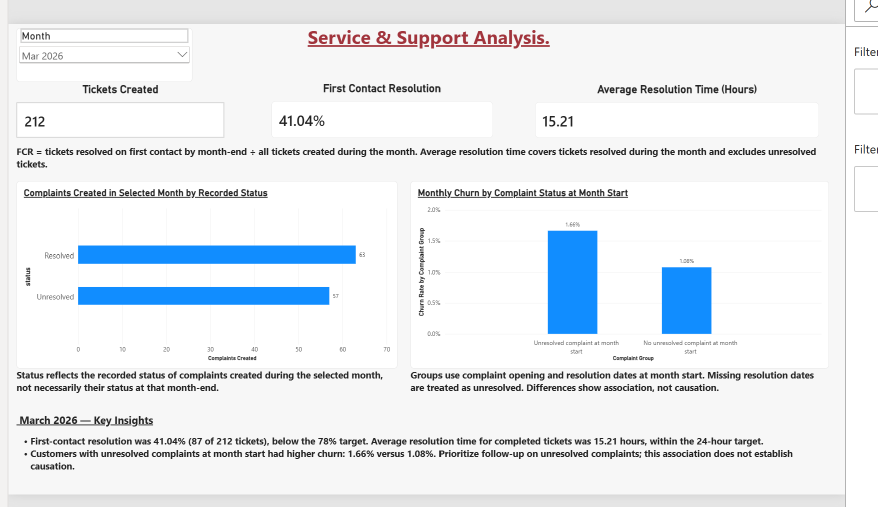 Month
Mar 2026
Service & Support Analysis.
Tickets Created
First Contact Resolution
Average Resolution Time (Hours)
212
41.04%
15.21
FCR = tickets resolved on first contact by month-end ÷ all tickets created during the month. Average resolution time covers tickets resolved during the month and excludes unresolved
tickets.
Complaints Created in Selected Month by Recorded Status
status
Resolved
63
Unresolved
57
0 10 20 30 40 50 60 70
Complaints Created
Monthly Churn by Complaint Status at Month Start
Churn Rate by Complaint Group
2.0%
1.5%
1.0%
0.5%
0.0%
1.66%
1.08%
Unresolved complaint at month
start
No unresolved complaint at month
start
Complaint Group
Status reflects the recorded status of complaints created during the selected month,
not necessarily their status at that month-end.
Groups use complaint opening and resolution dates at month start. Missing resolution dates
are treated as unresolved. Differences show association, not causation.
March 2026 — Key Insights
• First-contact resolution was 41.04% (87 of 212 tickets), below the 78% target. Average resolution time for completed tickets was 15.21 hours, within the 24-hour target.
• Customers with unresolved complaints at month start had higher churn: 1.66% versus 1.08%. Prioritize follow-up on unresolved complaints; this association does not establish
causation.